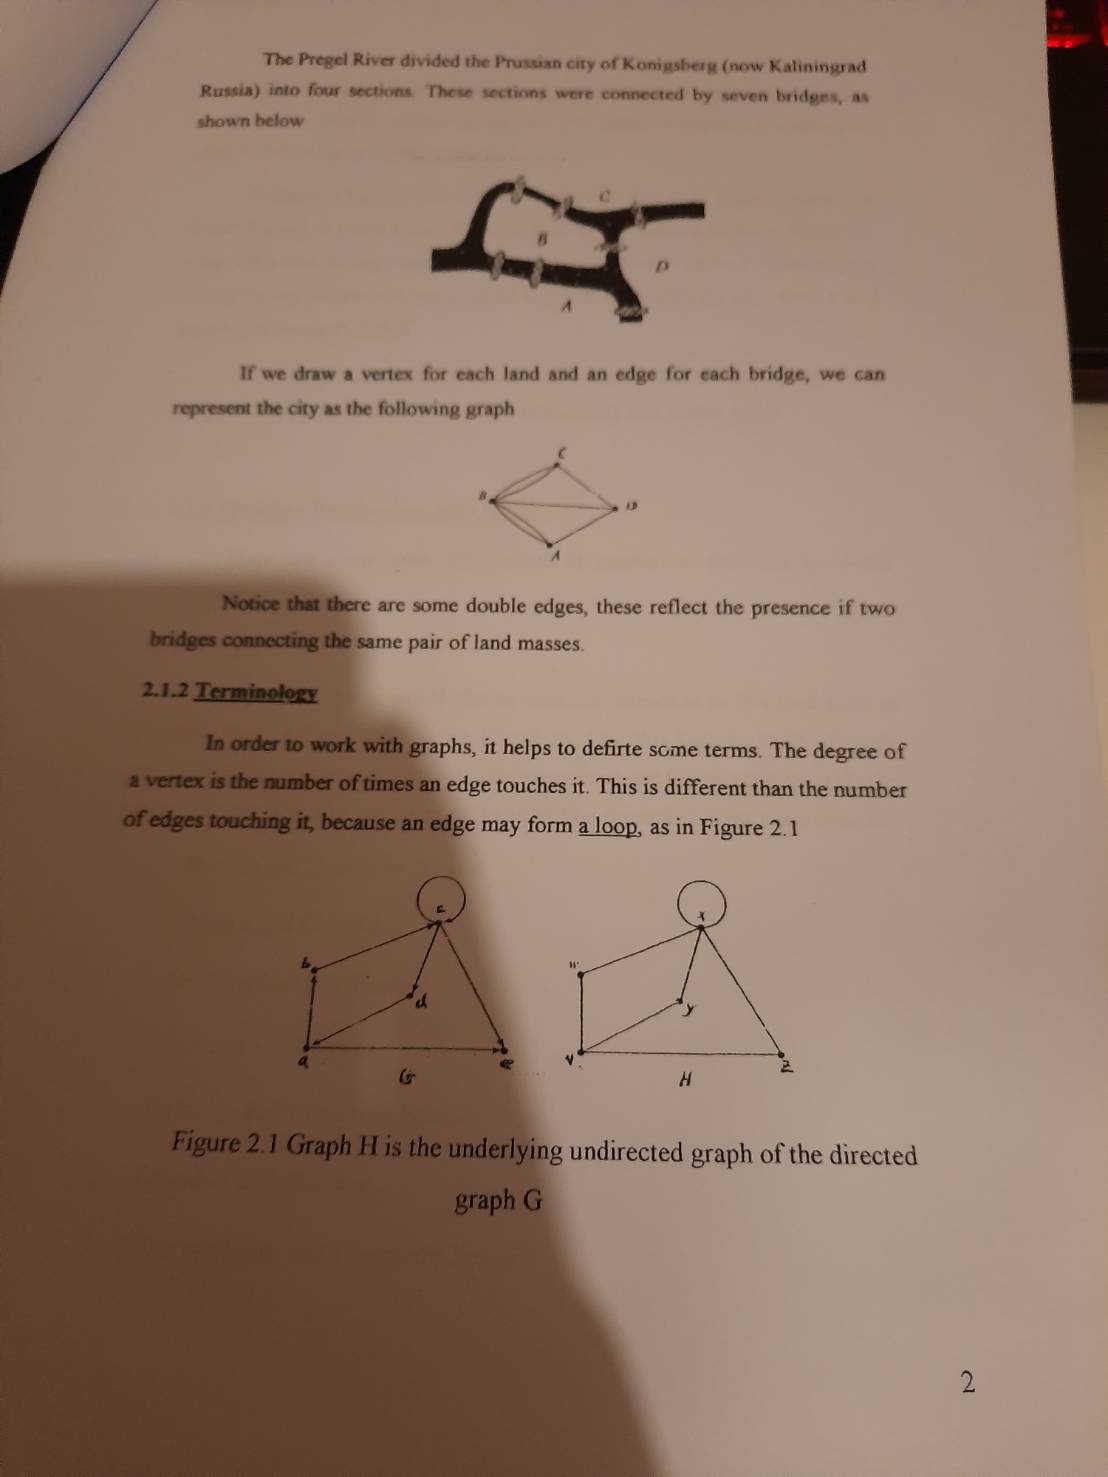 The Pregel River divided the Prussian city of Konigsberg (now Kaliningrad
Russia) into four sections. These sections were connected by seven bridges, as
shown below
C
B
D
A
If we draw a vertex for each land and an edge for each bridge, we can
represent the city as the following graph
C
B
D
A
Notice that there are some double edges, these reflect the presence if two
bridges connecting the same pair of land masses.
2.1.2 Terminology
In order to work with graphs, it helps to defirte some terms. The degree of
a vertex is the number of times an edge touches it. This is different than the number
of edges touching it, because an edge may form a loop, as in Figure 2.1
c
x
b
w
d
y
a
e
v
z
G
H
Figure 2.1 Graph H is the underlying undirected graph of the directed
graph G
2